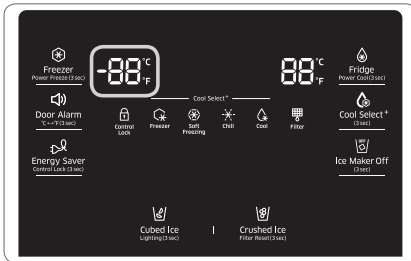 Freezer
Power Freeze (3 sec)
-88 °C
°F
88 °C
°F
Fridge
Power Cool (3 sec)
Door Alarm
°C↔°F (3 sec)
Cool Select+
Control
Lock
Freezer
Soft
Freezing
Chill
Cool
Filter
Cool Select+
(3 sec)
Energy Saver
Control Lock (3 sec)
OFF
Ice Maker Off
(3 sec)
Cubed Ice
Lighting (3 sec)
Crushed Ice
Filter Reset (3 sec)